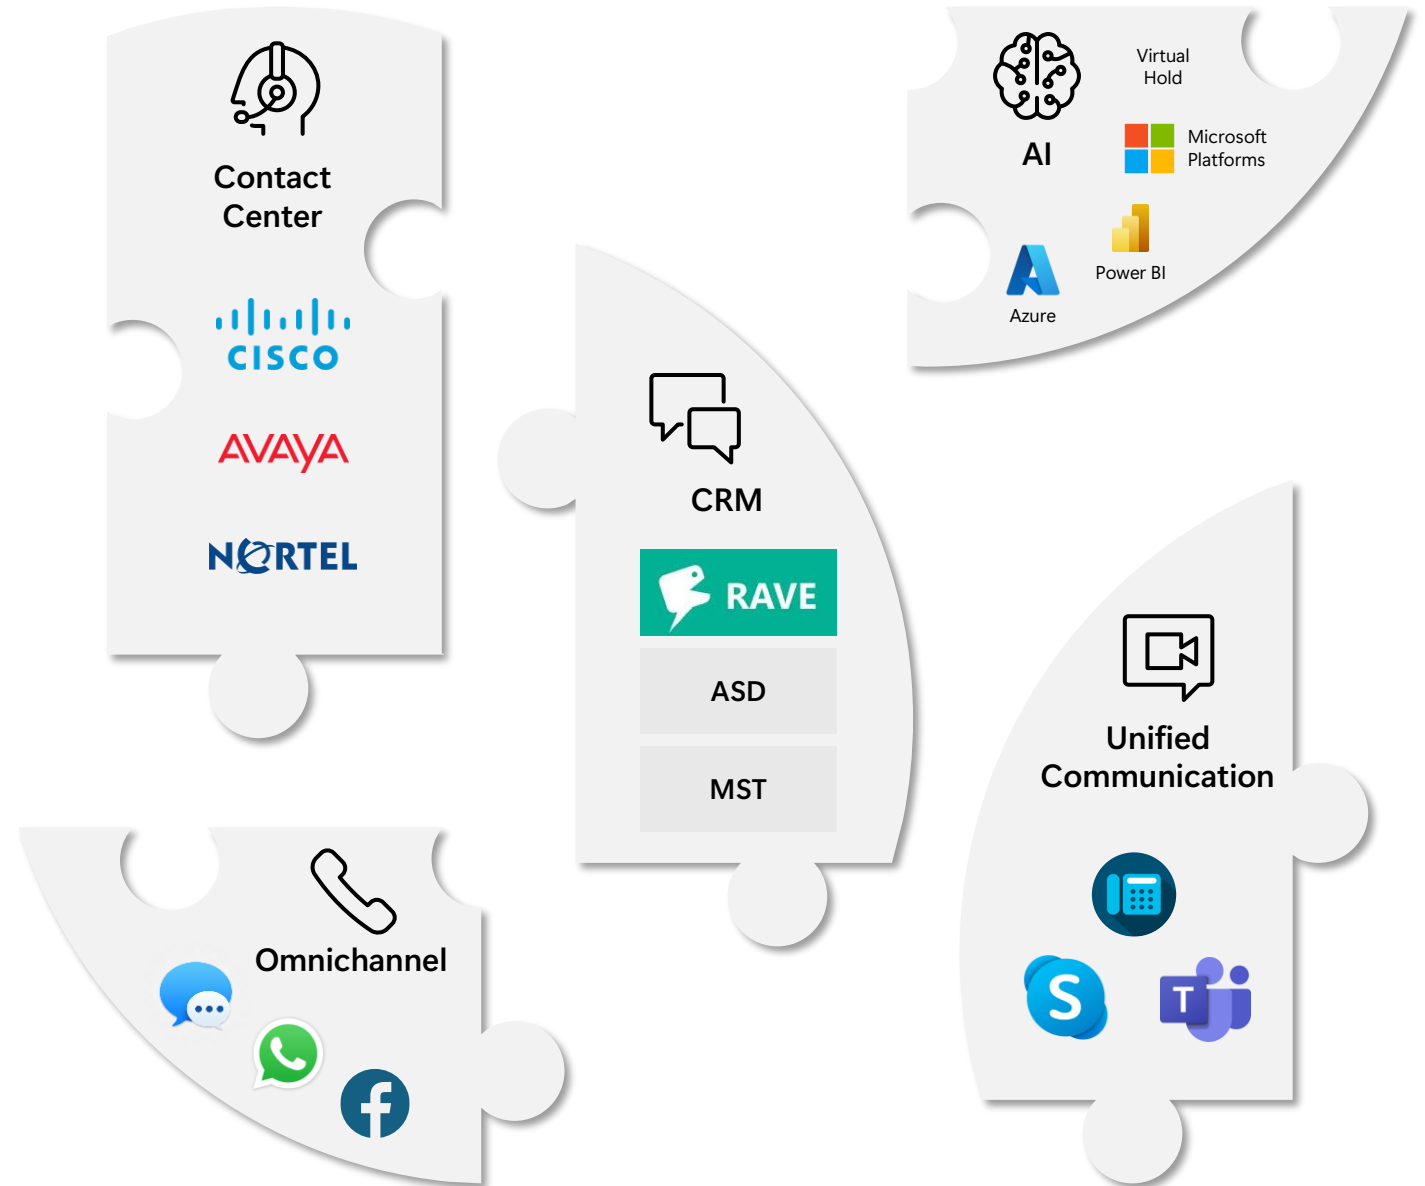 Contact
Center
CISCO
AVAYA
NORTEL
AI
Virtual
Hold
Microsoft
Platforms
Power BI
Azure
CRM
RAVE
ASD
MST
Unified
Communication
S
T
Omnichannel
f